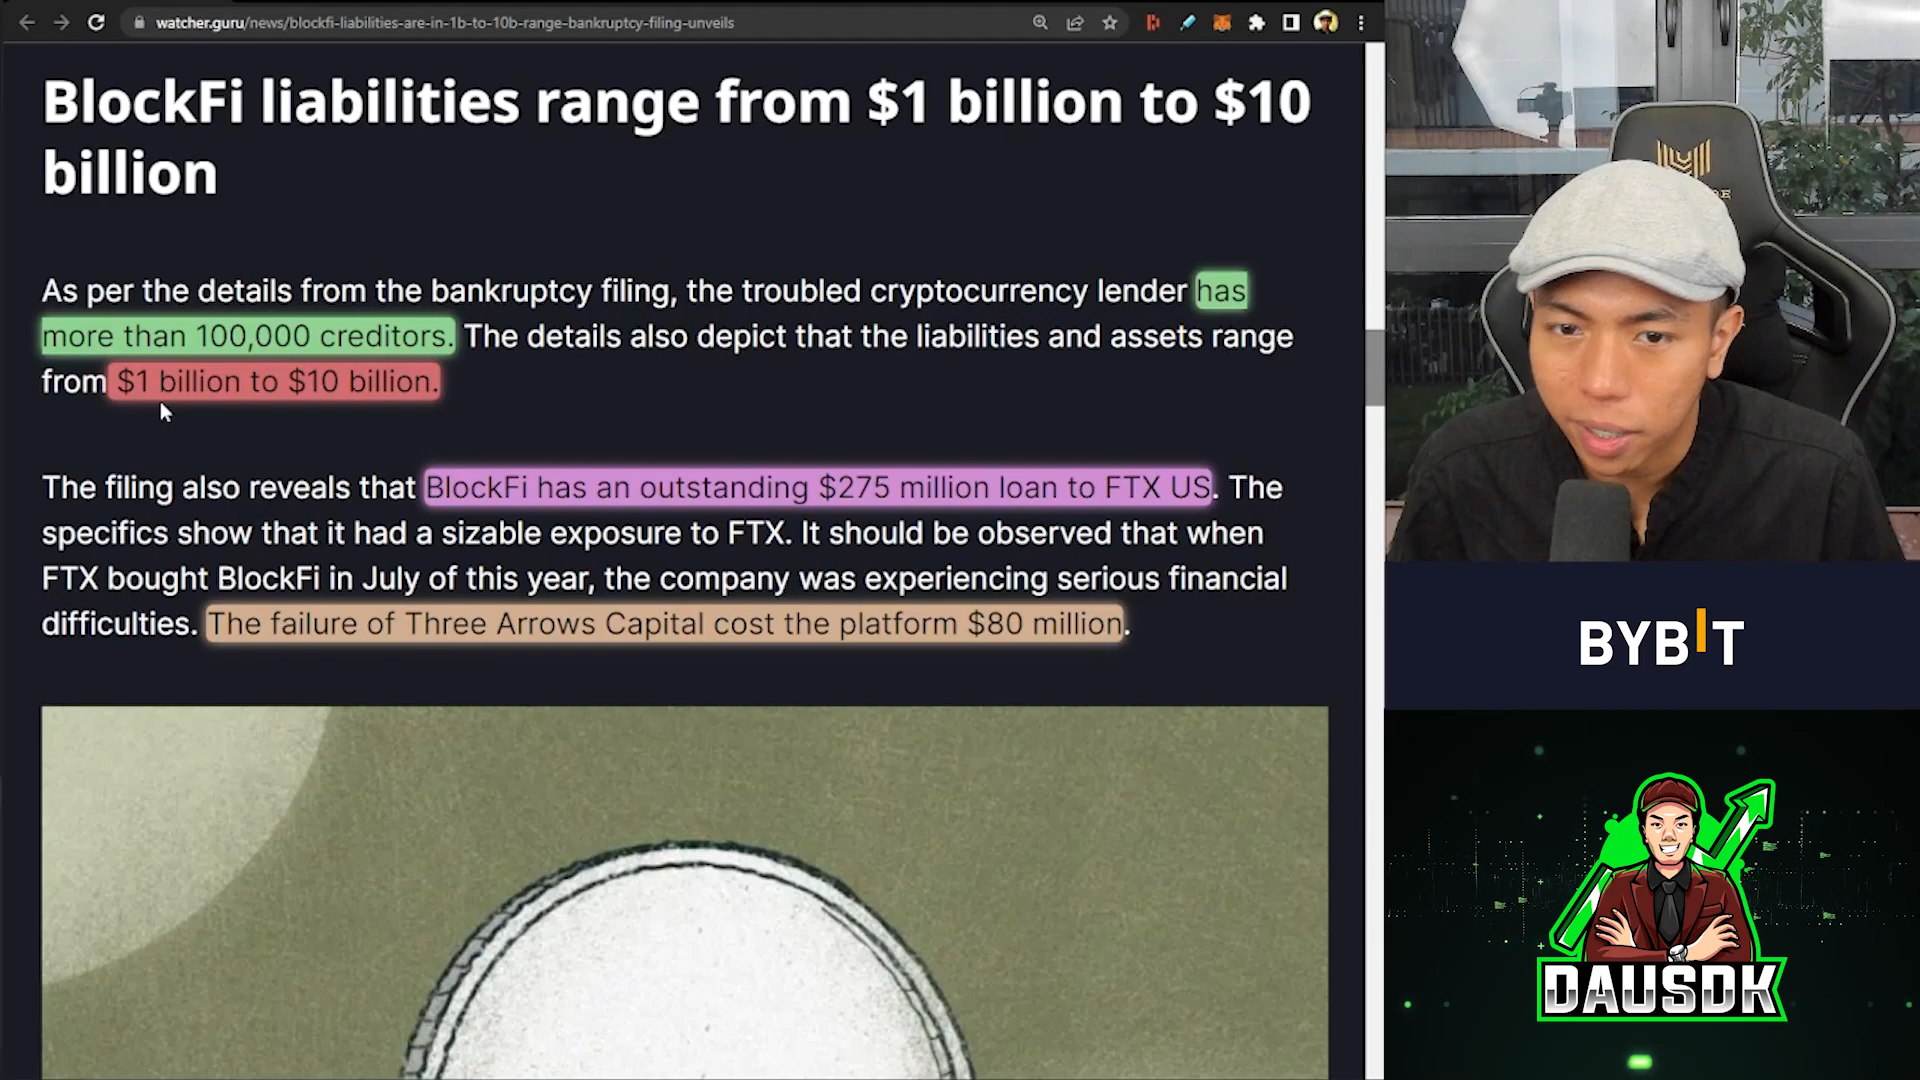 watcher.guru/news/blockfi-liabilities-are-in-1b-to-10b-range-bankruptcy-filing-unveils
BlockFi liabilities range from $1 billion to $10
billion
As per the details from the bankruptcy filing, the troubled cryptocurrency lender has
more than 100,000 creditors. The details also depict that the liabilities and assets range
from $1 billion to $10 billion.
The filing also reveals that BlockFi has an outstanding $275 million loan to FTX US. The
specifics show that it had a sizable exposure to FTX. It should be observed that when
FTX bought BlockFi in July of this year, the company was experiencing serious financial
difficulties. The failure of Three Arrows Capital cost the platform $80 million.
BYBIT
DAUSDK